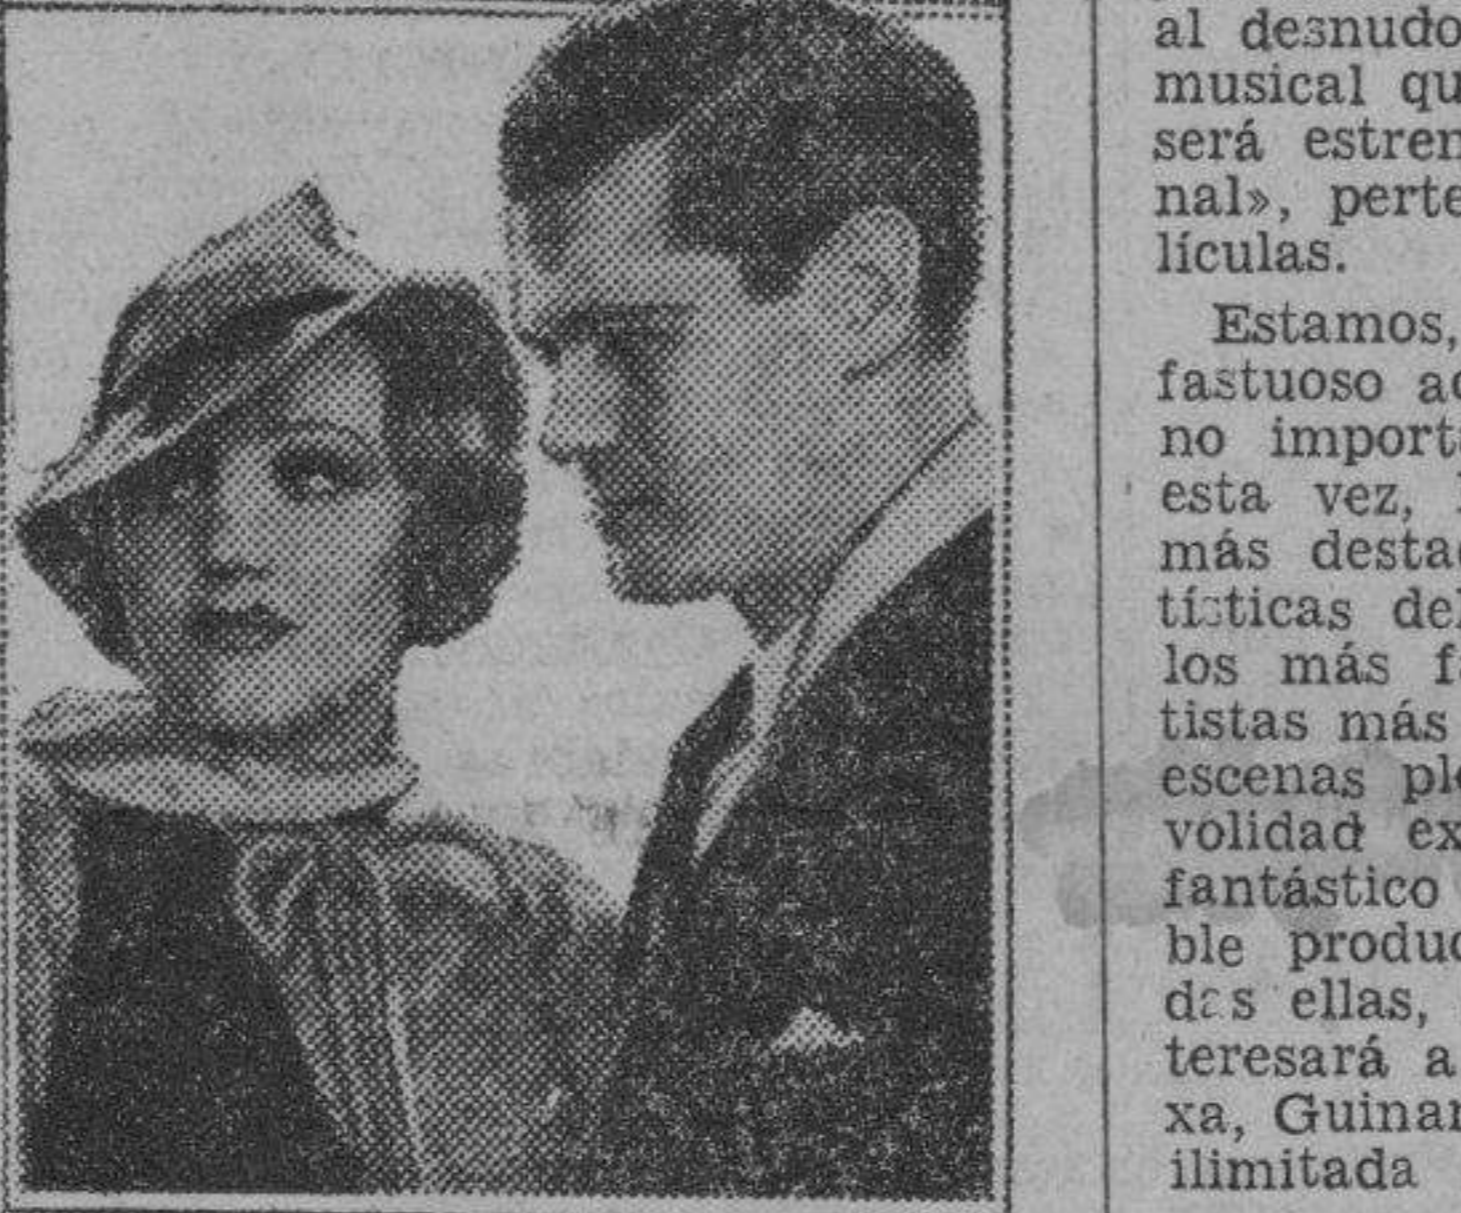 al desnudo
musical qu
será estren
nal», perte
lículas.
Estamos,
fastuoso ac
no importa
esta vez,
más destac
tísticas del
los más f
tistas más
escenas ple
volidad ex
fantástico
ble produc
das ellas,
teresará a
xa, Guinar
ilimitada